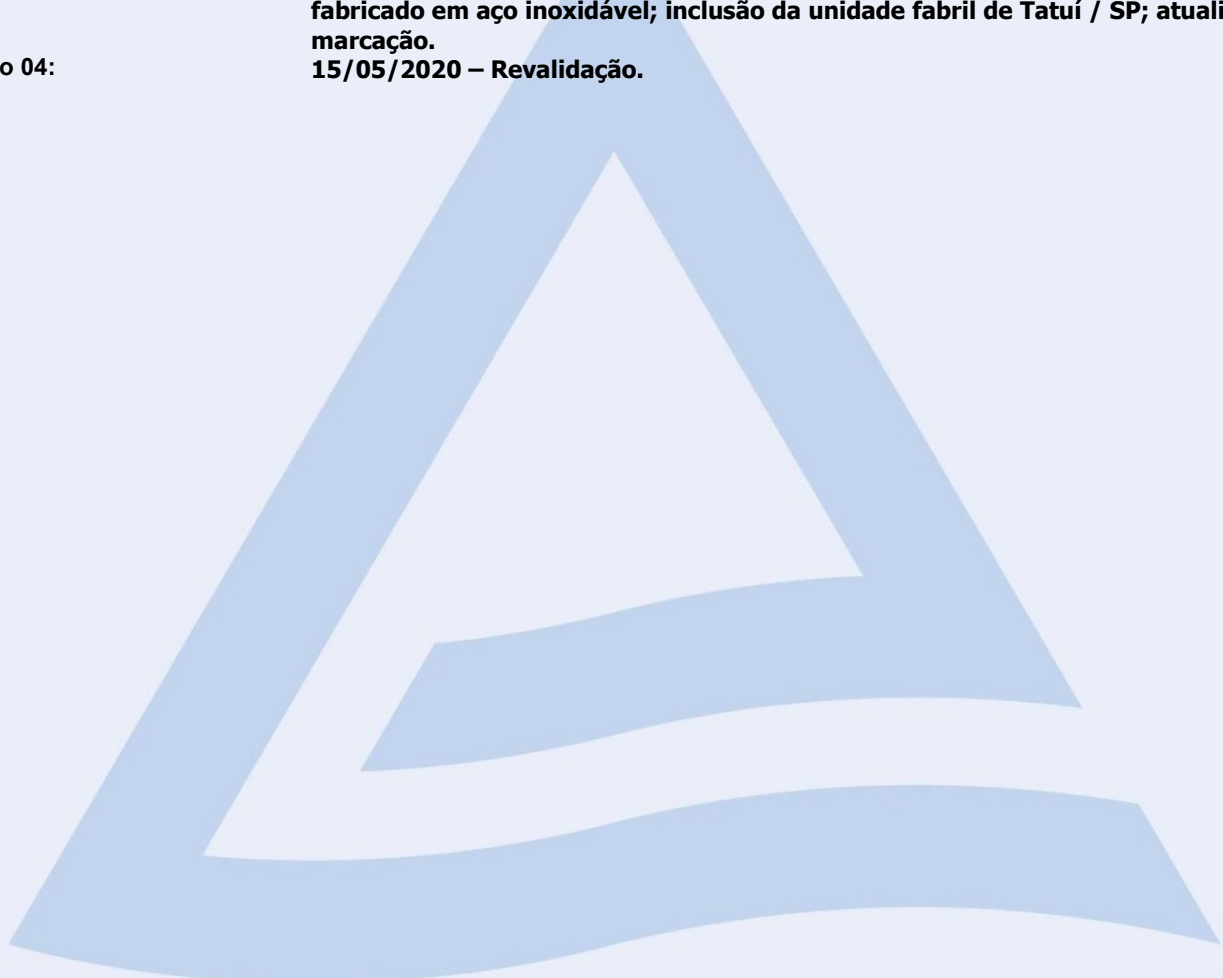 fabricado em aço inoxidável; inclusão da unidade fabril de Tatuí / SP; atuali
marcação.
o 04: 15/05/2020 – Revalidação.